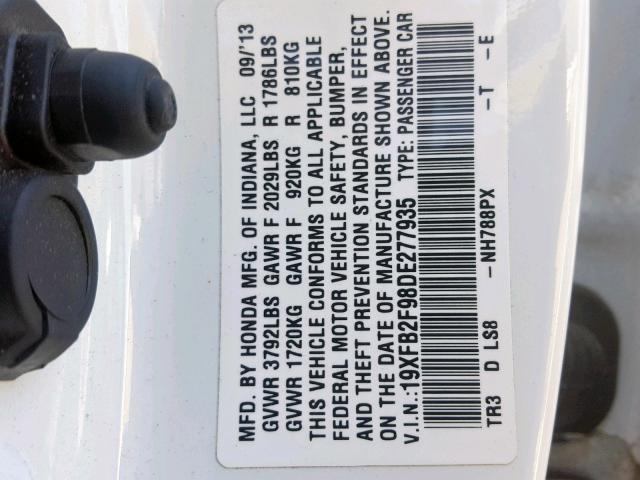 MFD. BY HONDA MFG. OF INDIANA, LLC 09/'13
GVWR 3792LBS GAWR F 2029LBS R 1786LBS
GVWR 1720KG GAWR F 920KG R 810KG
THIS VEHICLE CONFORMS TO ALL APPLICABLE
FEDERAL MOTOR VEHICLE SAFETY, BUMPER,
AND THEFT PREVENTION STANDARDS IN EFFECT
ON THE DATE OF MANUFACTURE SHOWN ABOVE.
V.I.N.:19XFB2F98DE277935 TYPE: PASSENGER CAR
TR3 D LS8 -NH788PX -T -E